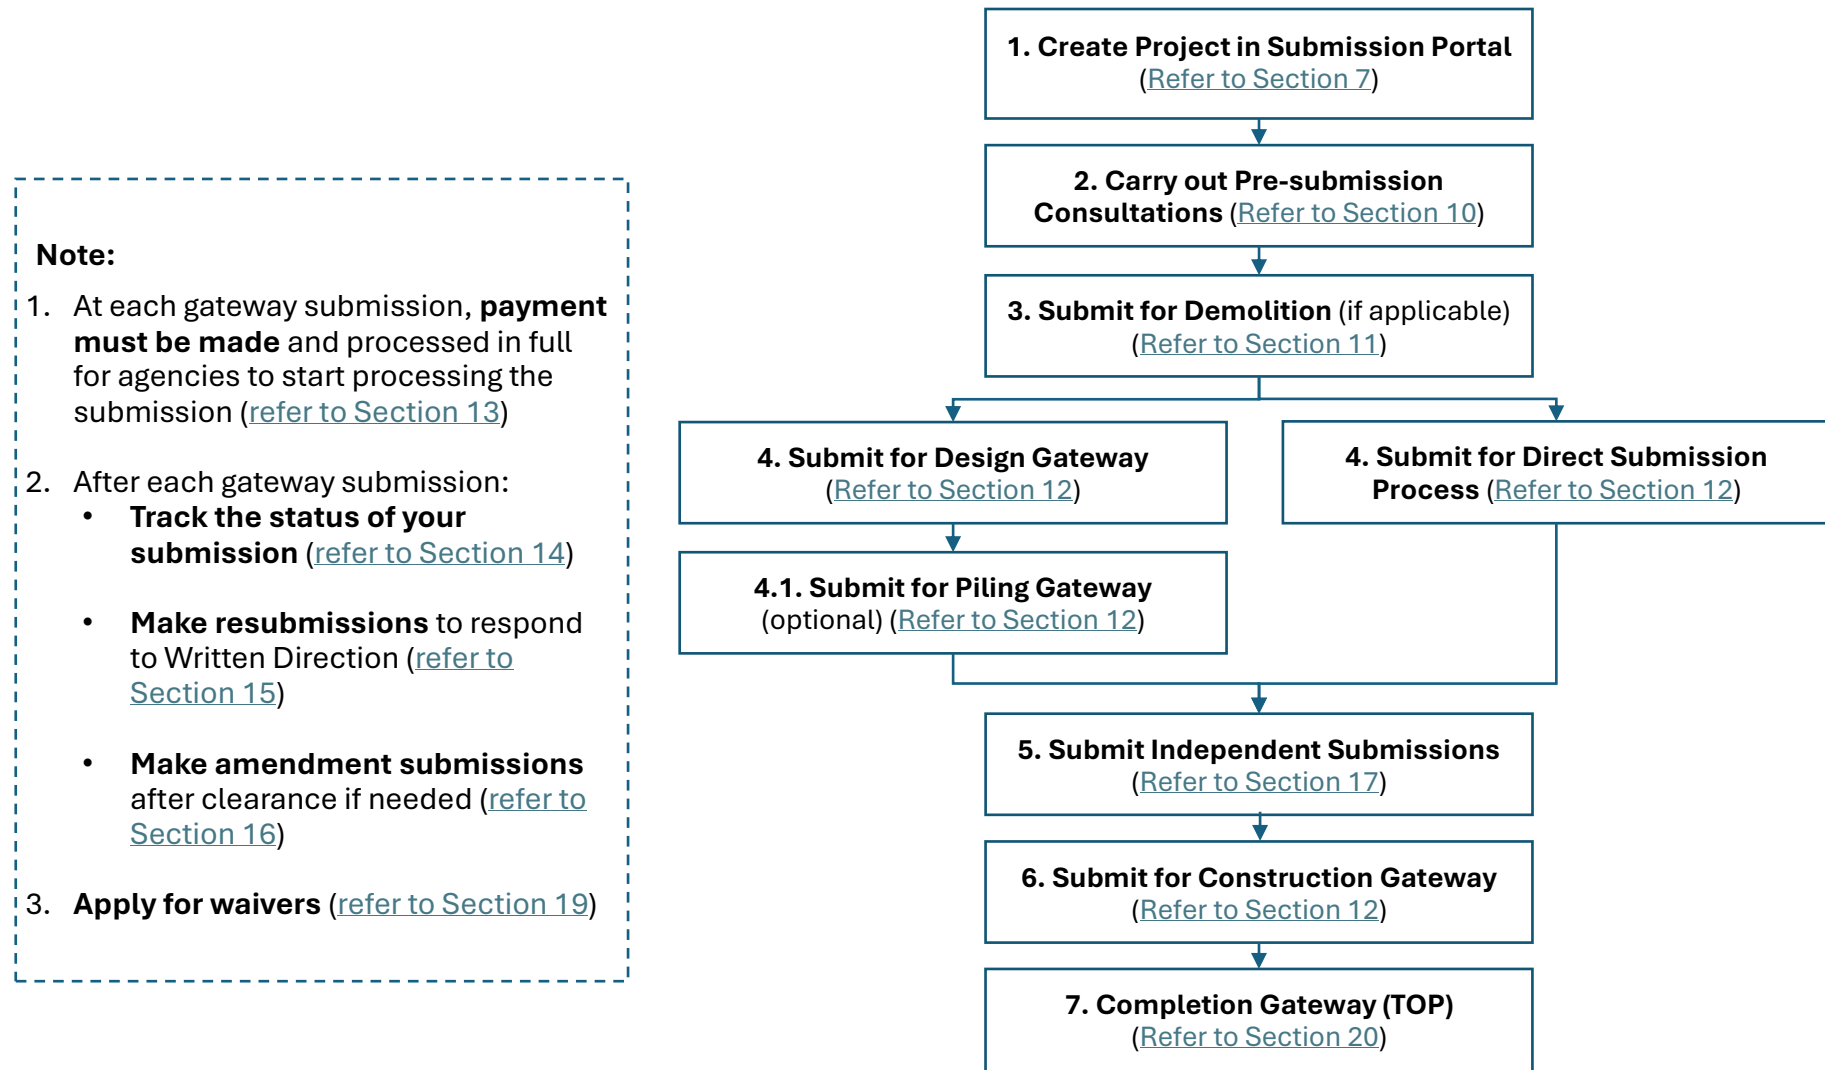 Note:
1. At each gateway submission, payment
must be made and processed in full
for agencies to start processing the
submission (refer to Section 13)
2. After each gateway submission:
• Track the status of your
submission (refer to Section 14)
• Make resubmissions to respond
to Written Direction (refer to
Section 15)
• Make amendment submissions
after clearance if needed (refer to
Section 16)
3. Apply for waivers (refer to Section 19)
1. Create Project in Submission Portal
(Refer to Section 7)
2. Carry out Pre-submission
Consultations (Refer to Section 10)
3. Submit for Demolition (if applicable)
(Refer to Section 11)
4. Submit for Design Gateway
(Refer to Section 12)
4. Submit for Direct Submission
Process (Refer to Section 12)
4.1. Submit for Piling Gateway
(optional) (Refer to Section 12)
5. Submit Independent Submissions
(Refer to Section 17)
6. Submit for Construction Gateway
(Refer to Section 12)
7. Completion Gateway (TOP)
(Refer to Section 20)